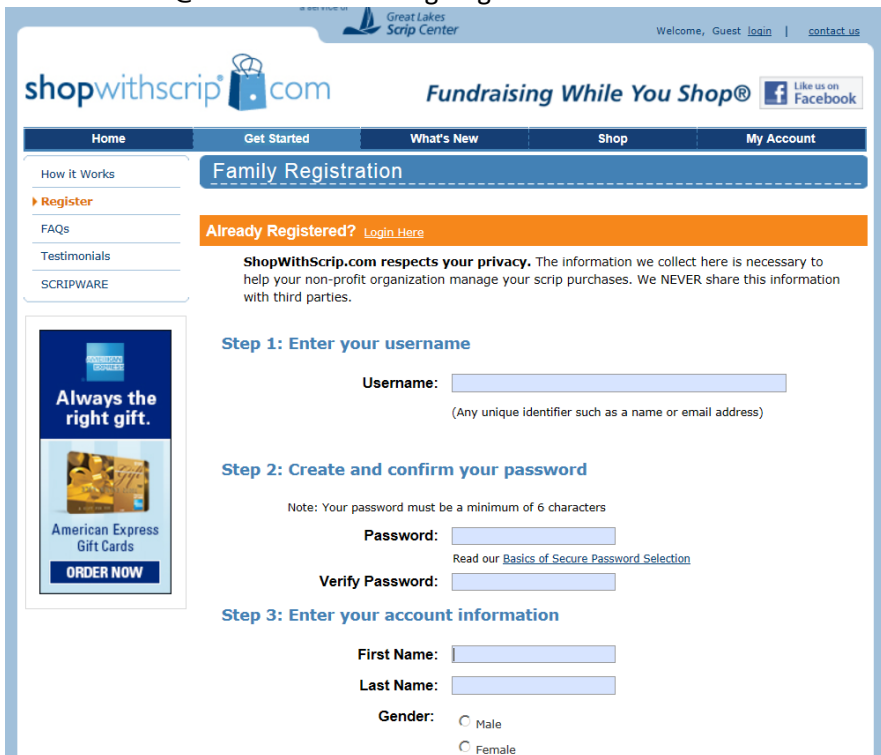 a service of
Great Lakes
Scrip Center
Welcome, Guest login | contact us
shopwithscrip.com
Fundraising While You Shop®
Like us on
Facebook
Home Get Started What's New Shop My Account
How it Works
Register
FAQs
Testimonials
SCRIPWARE
Family Registration
Already Registered? Login Here
ShopWithScrip.com respects your privacy. The information we collect here is necessary to
help your non-profit organization manage your scrip purchases. We NEVER share this information
with third parties.
Step 1: Enter your username
Username:
(Any unique identifier such as a name or email address)
Step 2: Create and confirm your password
Note: Your password must be a minimum of 6 characters
Password:
Read our Basics of Secure Password Selection
Verify Password:
Step 3: Enter your account information
First Name:
Last Name:
Gender:
Male
Female
AMERICAN
EXPRESS
Always the
right gift.
American Express
Gift Cards
ORDER NOW